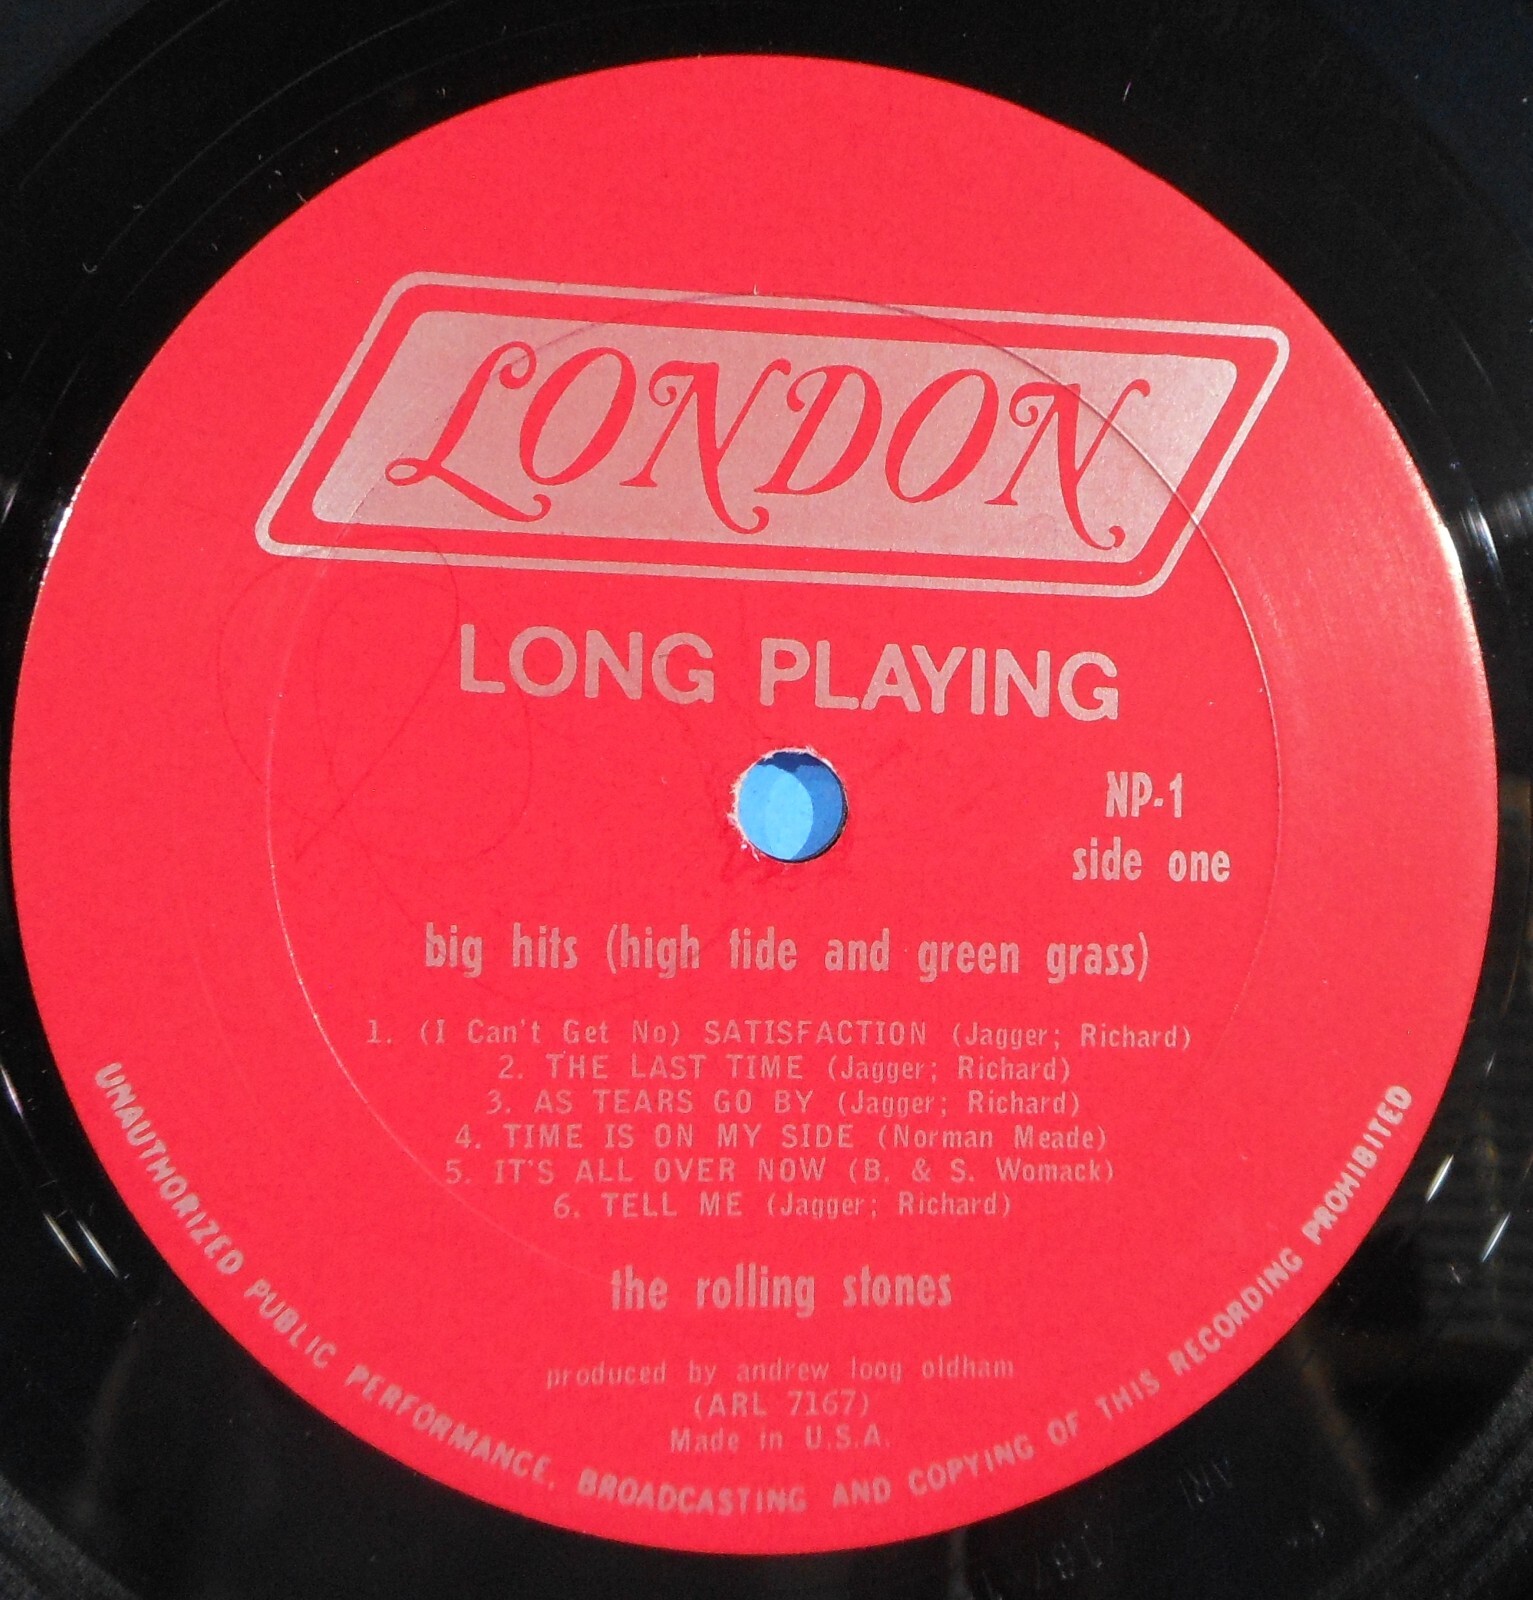 LONDON
LONG PLAYING
NP-1
side one
big hits (high tide and green grass)
1. (I Can't Get No) SATISFACTION (Jagger; Richard)
2. THE LAST TIME (Jagger; Richard)
3. AS TEARS GO BY (Jagger; Richard)
4. TIME IS ON MY SIDE (Norman Meade)
5. IT'S ALL OVER NOW (B. & S. Womack)
6. TELL ME (Jagger; Richard)
the rolling stones
produced by andrew loog oldham
(ARL 7167)
Made in U.S.A.
UNAUTHORIZED PUBLIC PERFORMANCE, BROADCASTING AND COPYING OF THIS RECORDING PROHIBITED